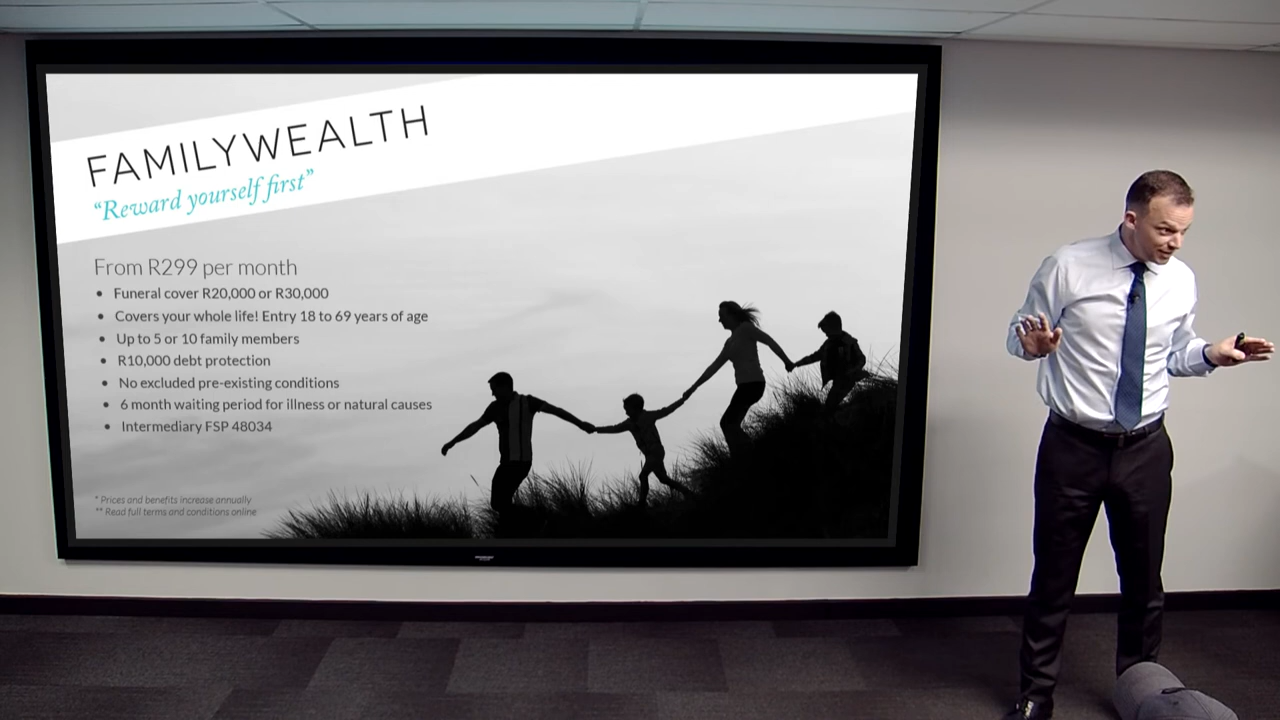 FAMILYWEALTH
“Reward yourself first”
From R299 per month
• Funeral cover R20,000 or R30,000
• Covers your whole life! Entry 18 to 69 years of age
• Up to 5 or 10 family members
• R10,000 debt protection
• No excluded pre-existing conditions
• 6 month waiting period for illness or natural causes
• Intermediary FSP 48034
* Prices and benefits increase annually
** Read full terms and conditions online